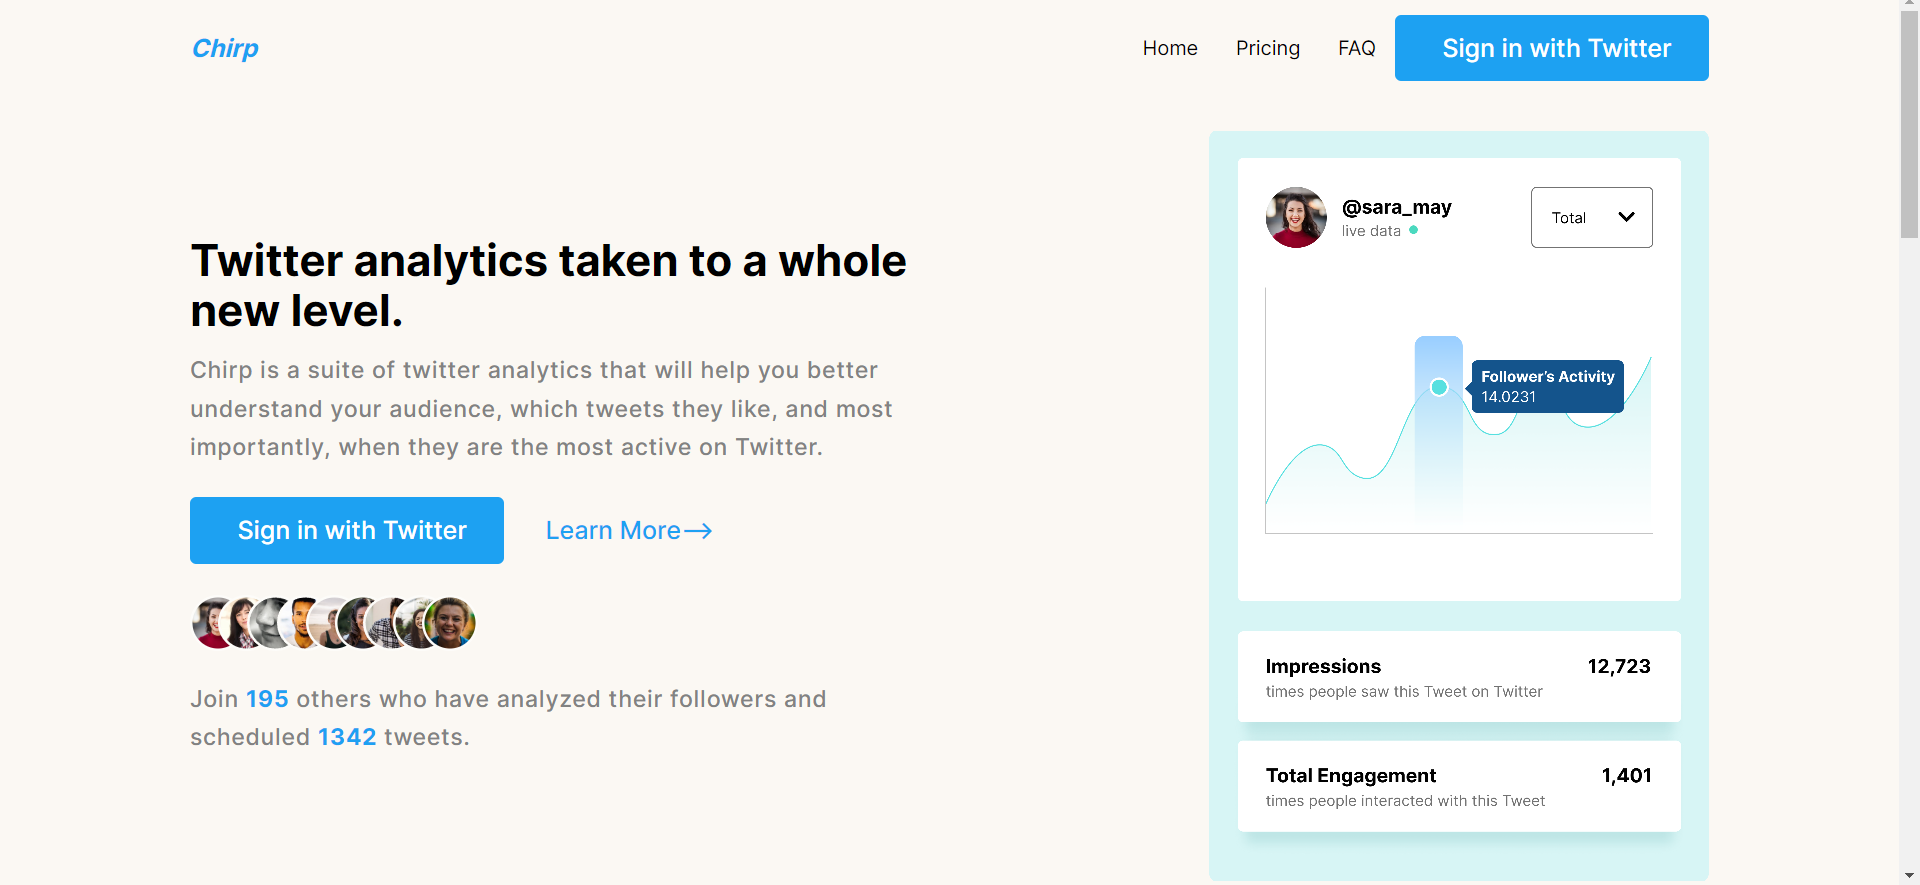 Chirp
Home
Pricing
FAQ
Sign in with Twitter
Twitter analytics taken to a whole
new level.
Chirp is a suite of twitter analytics that will help you better
understand your audience, which tweets they like, and most
importantly, when they are the most active on Twitter.
Sign in with Twitter
Learn More
Join 195 others who have analyzed their followers and
scheduled 1342 tweets.
@sara_may
live data
Total
Follower's Activity
14.0231
Impressions
12,723
times people saw this Tweet on Twitter
Total Engagement
1,401
times people interacted with this Tweet